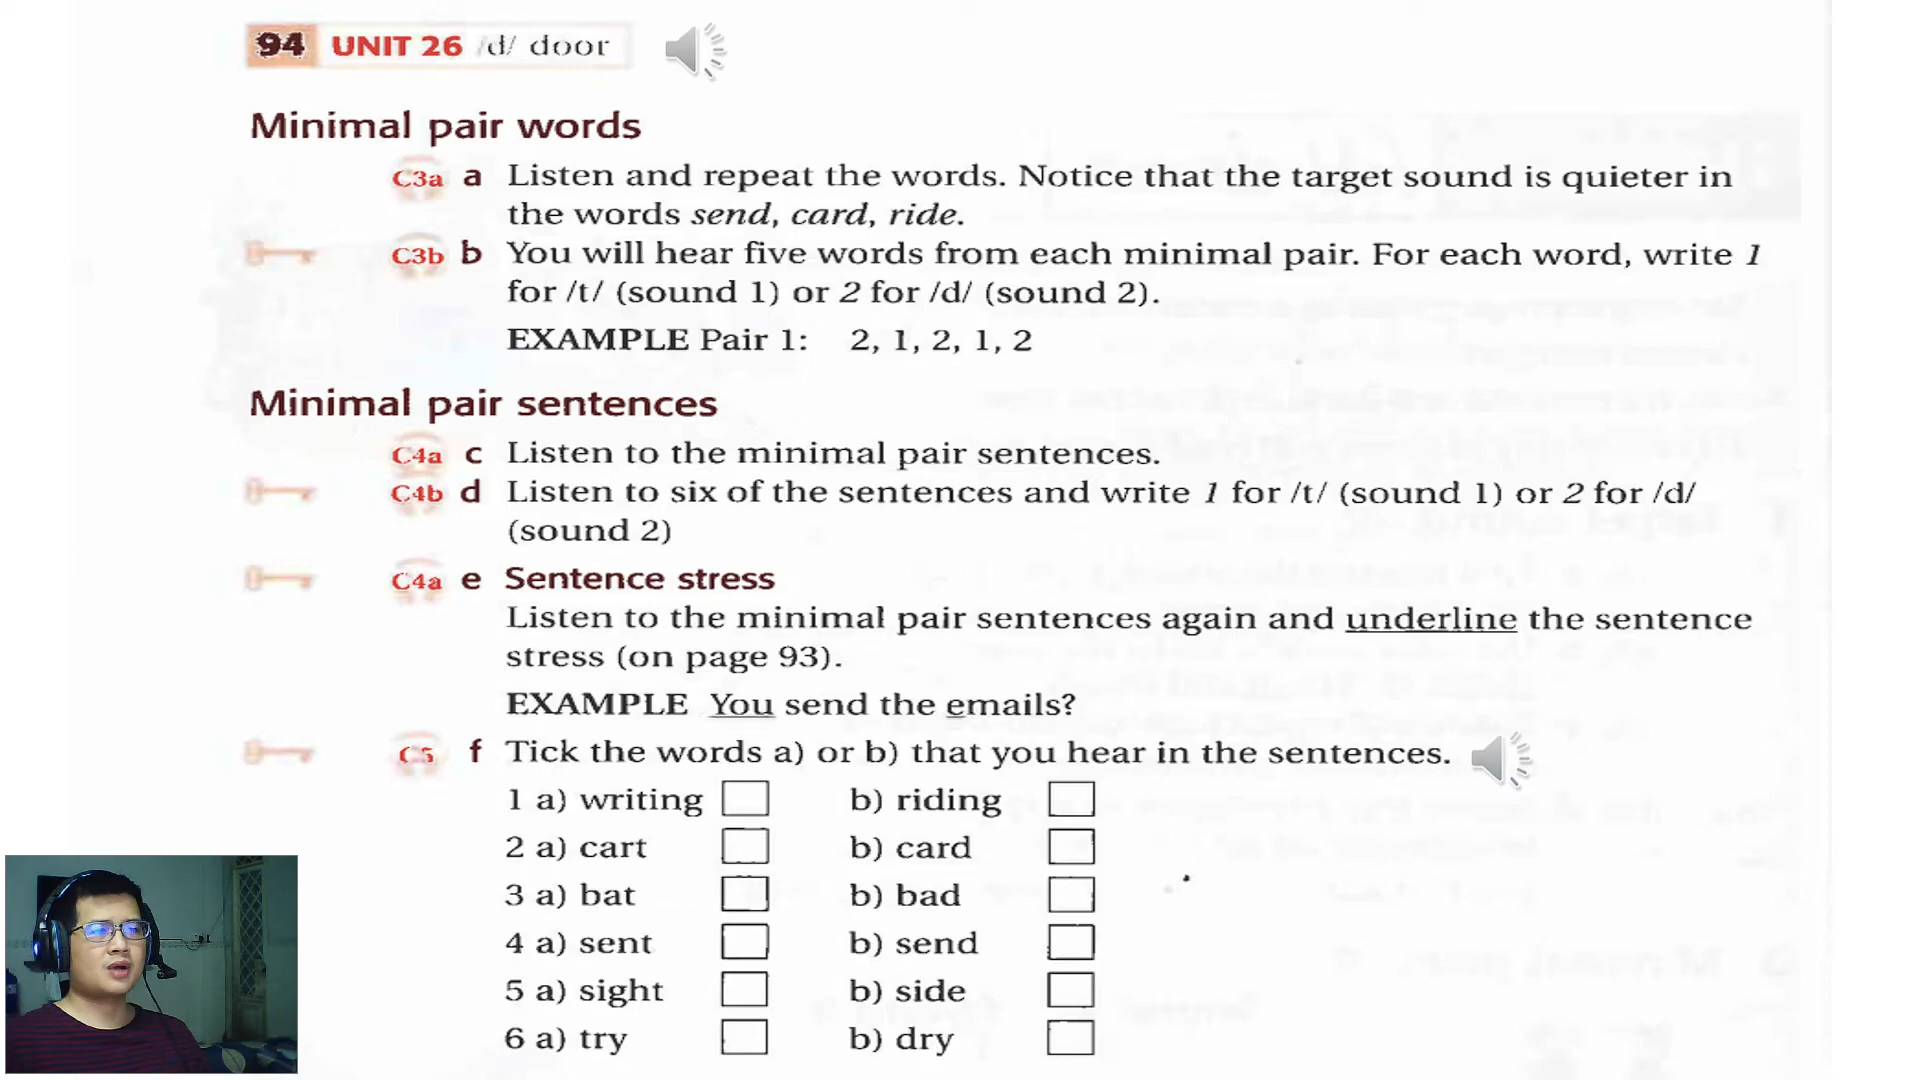 94 UNIT 26 /d/ door
Minimal pair words
C3a a Listen and repeat the words. Notice that the target sound is quieter in
the words send, card, ride.
C3b b You will hear five words from each minimal pair. For each word, write 1
for /t/ (sound 1) or 2 for /d/ (sound 2).
EXAMPLE Pair 1: 2, 1, 2, 1, 2
Minimal pair sentences
C4a c Listen to the minimal pair sentences.
C4b d Listen to six of the sentences and write 1 for /t/ (sound 1) or 2 for /d/
(sound 2)
C4a e Sentence stress
Listen to the minimal pair sentences again and underline the sentence
stress (on page 93).
EXAMPLE You send the emails?
C5 f Tick the words a) or b) that you hear in the sentences.
1 a) writing b) riding
2 a) cart b) card
3 a) bat b) bad
4 a) sent b) send
5 a) sight b) side
6 a) try b) dry